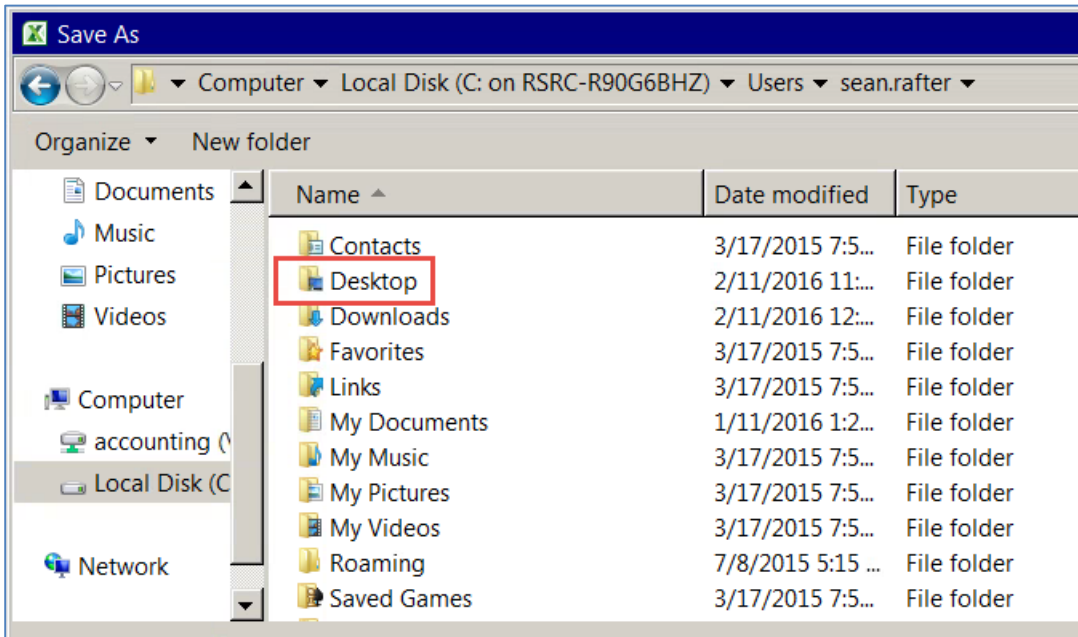 Save As
Computer Local Disk (C: on RSRC-R90G6BHZ) Users sean.rafter
Organize New folder
Documents
Music
Pictures
Videos
Computer
accounting (
Local Disk (C
Network
Name Date modified Type
Contacts 3/17/2015 7:5... File folder
Desktop 2/11/2016 11:... File folder
Downloads 2/11/2016 12:... File folder
Favorites 3/17/2015 7:5... File folder
Links 3/17/2015 7:5... File folder
My Documents 1/11/2016 1:2... File folder
My Music 3/17/2015 7:5... File folder
My Pictures 3/17/2015 7:5... File folder
My Videos 3/17/2015 7:5... File folder
Roaming 7/8/2015 5:15 ... File folder
Saved Games 3/17/2015 7:5... File folder